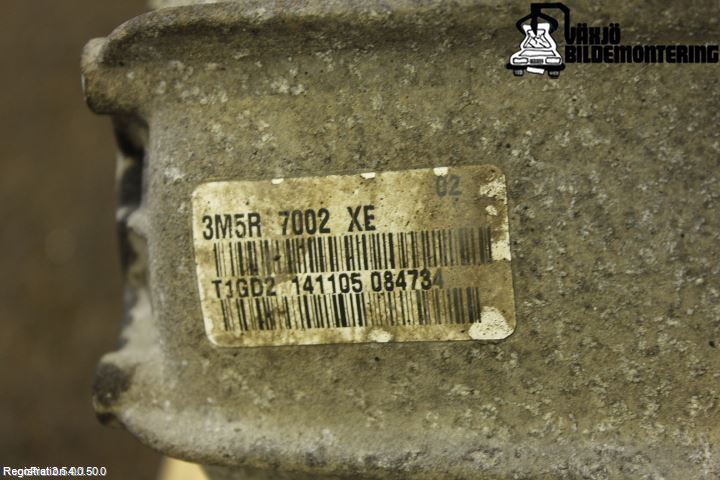 VÄXJÖ
BILDEMONTERING
02
3M5R 7002 XE
T1GD2 141105 084734